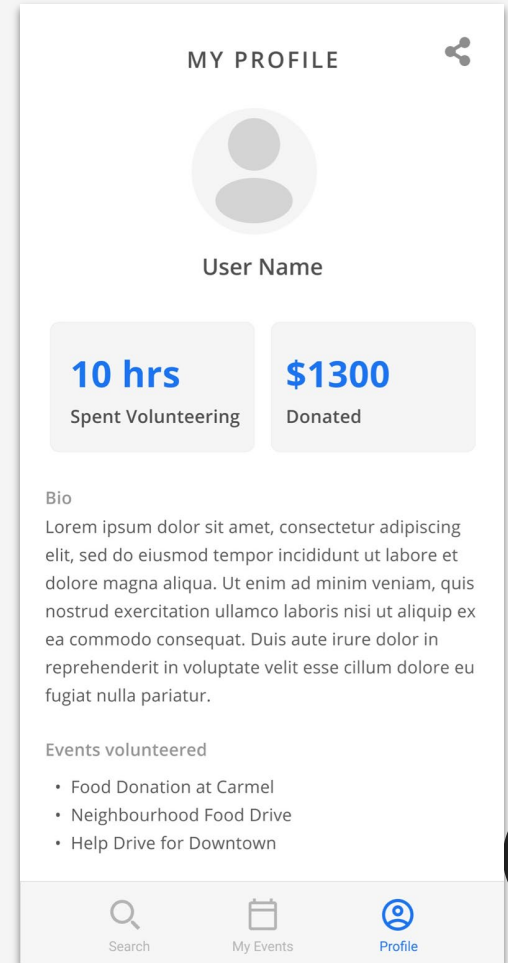 MY PROFILE
User Name
10 hrs
Spent Volunteering
$1300
Donated
Bio
Lorem ipsum dolor sit amet, consectetur adipiscing
elit, sed do eiusmod tempor incididunt ut labore et
dolore magna aliqua. Ut enim ad minim veniam, quis
nostrud exercitation ullamco laboris nisi ut aliquip ex
ea commodo consequat. Duis aute irure dolor in
reprehenderit in voluptate velit esse cillum dolore eu
fugiat nulla pariatur.
Events volunteered
• Food Donation at Carmel
• Neighbourhood Food Drive
• Help Drive for Downtown
Search
My Events
Profile